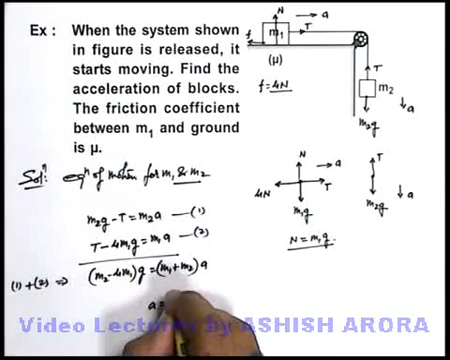 Ex : When the system shown
in figure is released, it
starts moving. Find the
acceleration of blocks.
The friction coefficient
between m₁ and ground
is μ.
N
a
f
m₁
T
(μ)
f=μN
T
m₂
a
m₂g
Solⁿ: eqⁿ of motion for m₁ & m₂
m₂g - T = m₂a —(1)
T - μm₁g = m₁a —(2)
(1)+(2) ⇒ (m₂-μm₁)g = (m₁+m₂)a
a=
N
a
μN
T
m₁g
N = m₁g.
T
a
m₂g
Video Lectures by ASHISH ARORA